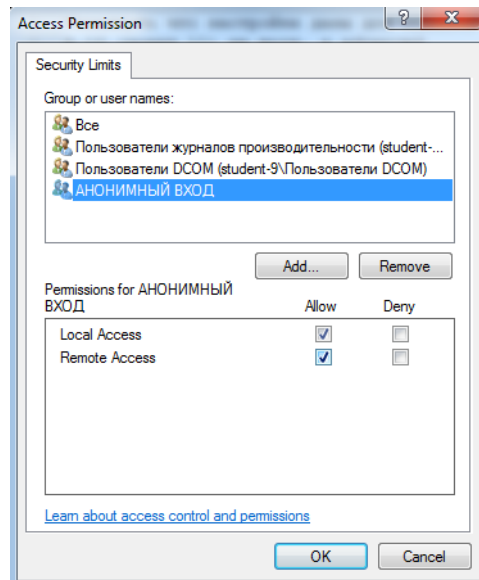 Access Permission
Security Limits
Group or user names:
Все
Пользователи журналов производительности (student-...
Пользователи DCOM (student-9\Пользователи DCOM)
АНОНИМНЫЙ ВХОД
Add...
Remove
Permissions for АНОНИМНЫЙ
ВХОД
Allow
Deny
Local Access
Remote Access
Learn about access control and permissions
OK
Cancel